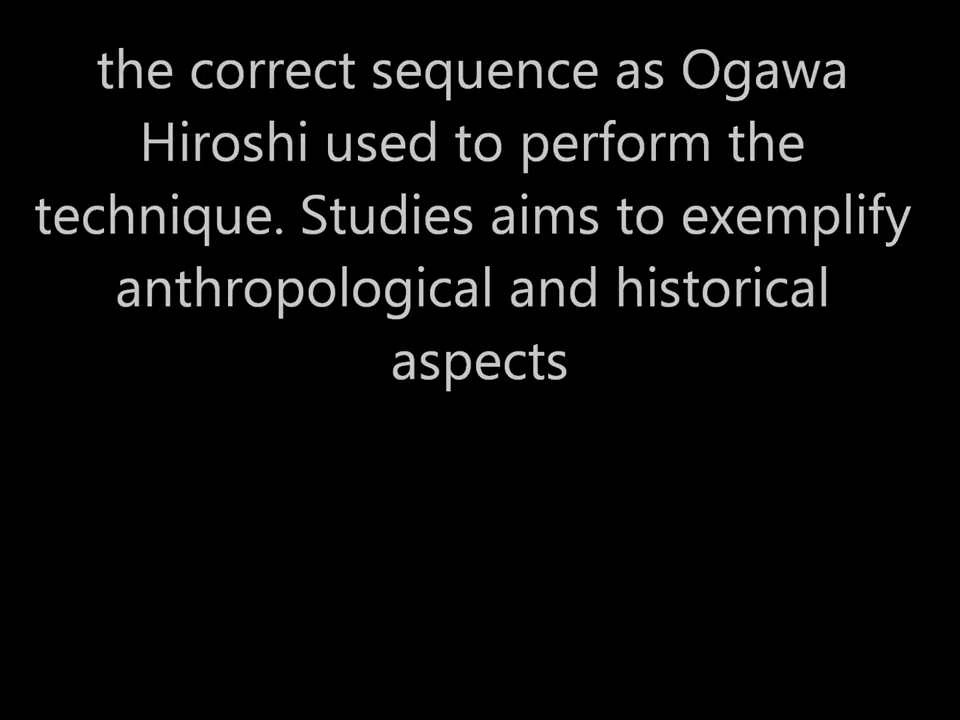 the correct sequence as Ogawa
Hiroshi used to perform the
technique. Studies aims to exemplify
anthropological and historical
aspects